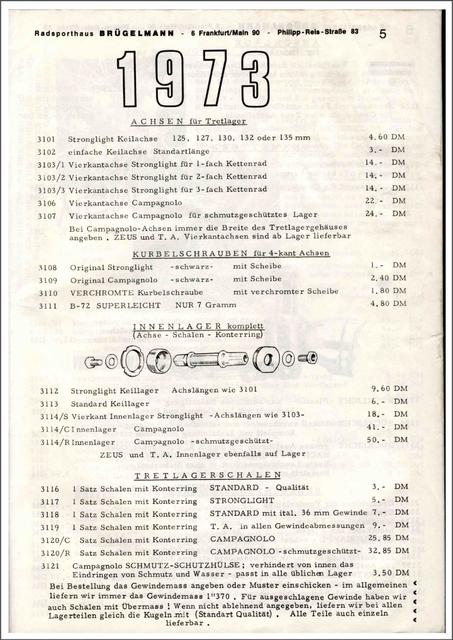 Radsporthaus BRÜGELMANN - 6 Frankfurt/Main 90 - Philipp-Reis-Straße 83 5
1973
ACHSEN für Tretlager
3101 Stronglight Keilachse 125, 127, 130, 132 oder 135 mm 4.60 DM
3102 einfache Keilachse Standartlänge 3.- DM
3103/1 Vierkantachse Stronglight für 1-fach Kettenrad 14.- DM
3103/2 Vierkantachse Stronglight für 2-fach Kettenrad 14.- DM
3103/3 Vierkantachse Stronglight für 3-fach Kettenrad 14.- DM
3106 Vierkantachse Campagnolo 22.- DM
3107 Vierkantachse Campagnolo für schmutzgeschütztes Lager 24.- DM
Bei Campagnolo-Achsen immer die Breite des Tretlagergehäuses
angeben . ZEUS und T. A. Vierkantachsen sind ab Lager lieferbar
KURBELSCHRAUBEN für 4-kant Achsen
3108 Original Stronglight -schwarz- mit Scheibe 1.- DM
3109 Original Campagnolo -schwarz- mit Scheibe 2,40 DM
3110 VERCHROMTE Kurbelschraube mit verchromter Scheibe 1,80 DM
3111 B-72 SUPERLEICHT NUR 7 Gramm 4,80 DM
INNENLAGER komplett
(Achse - Schalen - Konterring)
3112 Stronglight Keillager Achslängen wie 3101 9,60 DM
3113 Standard Keillager 6.- DM
3114/S Vierkant Innenlager Stronglight -Achslängen wie 3103- 18,- DM
3114/C Innenlager Campagnolo 41.- DM
3114/R Innenlager Campagnolo -schmutzgeschützt- 50,- DM
ZEUS und T. A. Innenlager ebenfalls auf Lager
TRETLAGERSCHALEN
3116 1 Satz Schalen mit Konterring STANDARD - Qualität 3,- DM
3117 1 Satz Schalen mit Konterring STRONGLIGHT 5,- DM
3118 1 Satz Schalen mit Konterring STANDARD mit ital, 36 mm Gewinde 7,- DM
3119 1 Satz Schalen mit Konterring T. A. in allen Gewindeabmessungen 9,- DM
3120/C 1 Satz Schalen mit Konterring CAMPAGNOLO 25,85 DM
3120/R 1 Satz Schalen mit Konterring CAMPAGNOLO -schmutzgeschützt- 32,85 DM
3121 Campagnolo SCHMUTZ-SCHUTZHÜLSE; verhindert von innen das
Eindringen von Schmutz und Wasser - passt in alle üblichen Lager 3,50 DM
Bei Bestellung das Gewindemass angeben oder Muster einschicken - im allgemeinen
liefern wir immer das Gewindemass 1"370 . Für ausgeschlagene Gewinde haben wir
auch Schalen mit Übermass ! Wenn nicht ablehnend angegeben, liefern wir bei allen
Lagerteilen gleich die Kugeln mit (Standart Qualität) . Alle Teile auch einzeln
lieferbar .